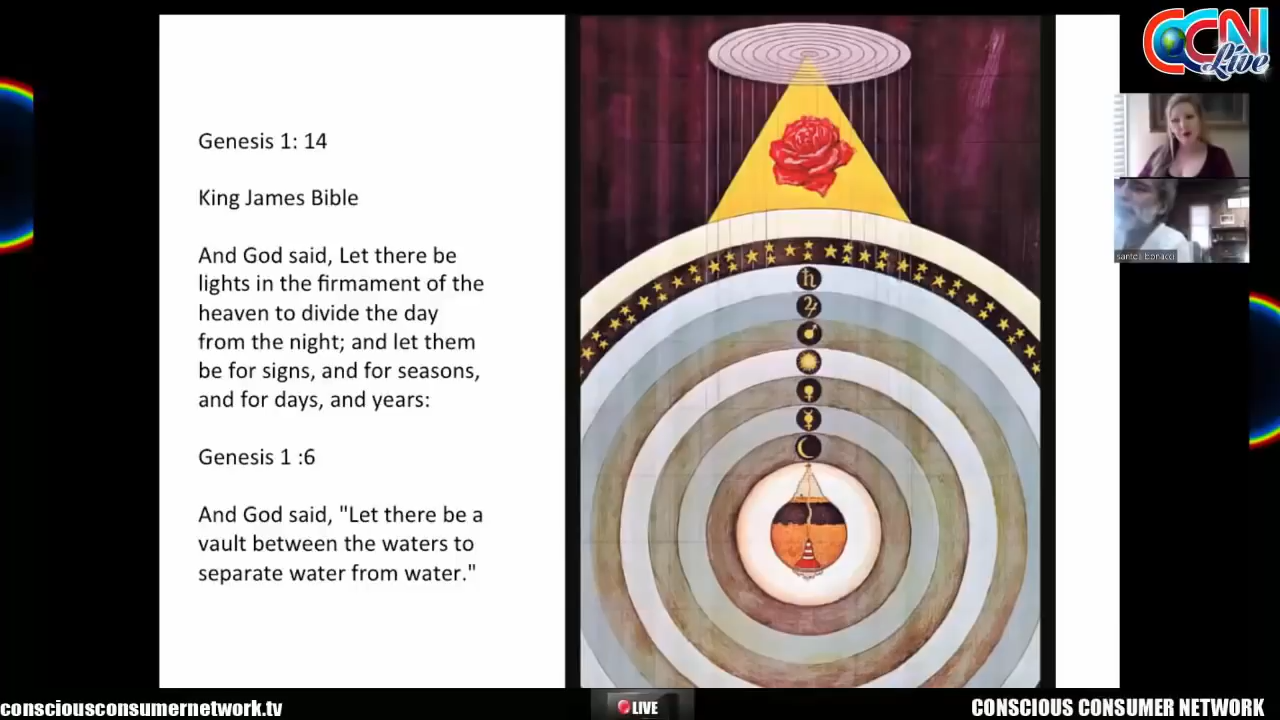 CCN
Live
Genesis 1: 14
King James Bible
And God said, Let there be
lights in the firmament of the
heaven to divide the day
from the night; and let them
be for signs, and for seasons,
and for days, and years:
Genesis 1 :6
And God said, "Let there be a
vault between the waters to
separate water from water."
santos bonacci
consciousconsumernetwork.tv
LIVE
CONSCIOUS CONSUMER NETWORK